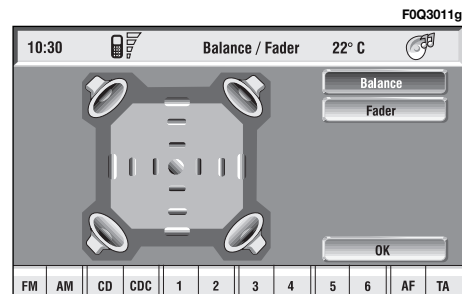 F0Q3011g
10:30 Balance / Fader 22° C
Balance
Fader
OK
FM AM CD CDC 1 2 3 4 5 6 AF TA